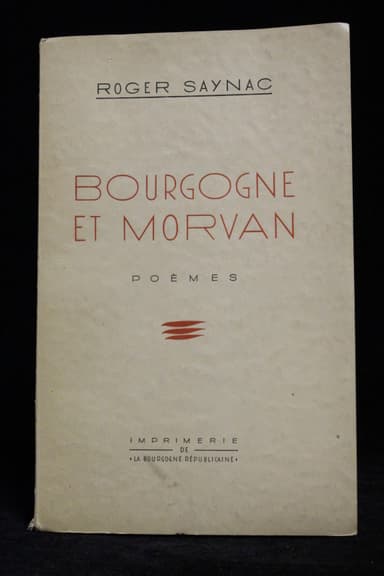 ROGER SAYNAC
BOURGOGNE
ET MORVAN
POÈMES
IMPRIMERIE
DE
"LA BOURGOGNE RÉPUBLICAINE"